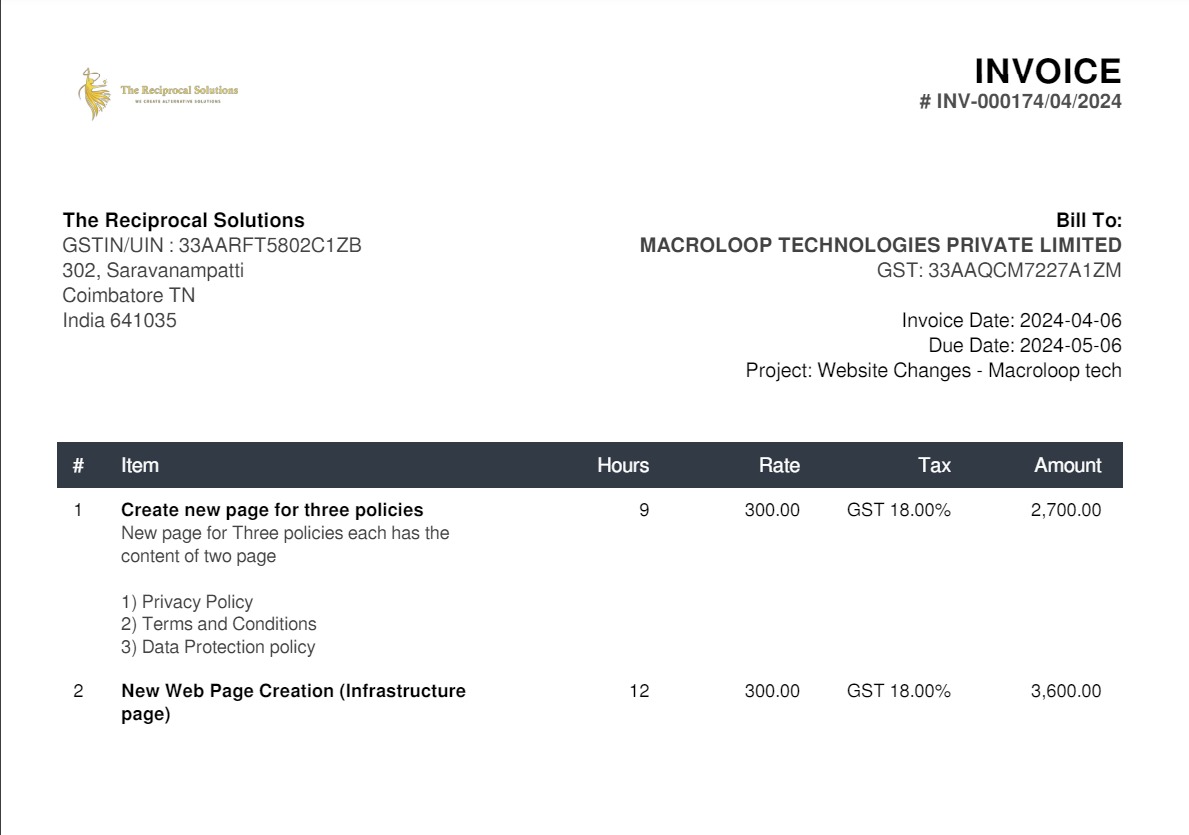 The Reciprocal Solutions
WE CREATE ALTERNATIVE SOLUTIONS
INVOICE
# INV-000174/04/2024
The Reciprocal Solutions
GSTIN/UIN : 33AARFT5802C1ZB
302, Saravanampatti
Coimbatore TN
India 641035
Bill To:
MACROLOOP TECHNOLOGIES PRIVATE LIMITED
GST: 33AAQCM7227A1ZM
Invoice Date: 2024-04-06
Due Date: 2024-05-06
Project: Website Changes - Macroloop tech
# Item Hours Rate Tax Amount
1 Create new page for three policies 9 300.00 GST 18.00% 2,700.00
New page for Three policies each has the
content of two page
1) Privacy Policy
2) Terms and Conditions
3) Data Protection policy
2 New Web Page Creation (Infrastructure 12 300.00 GST 18.00% 3,600.00
page)